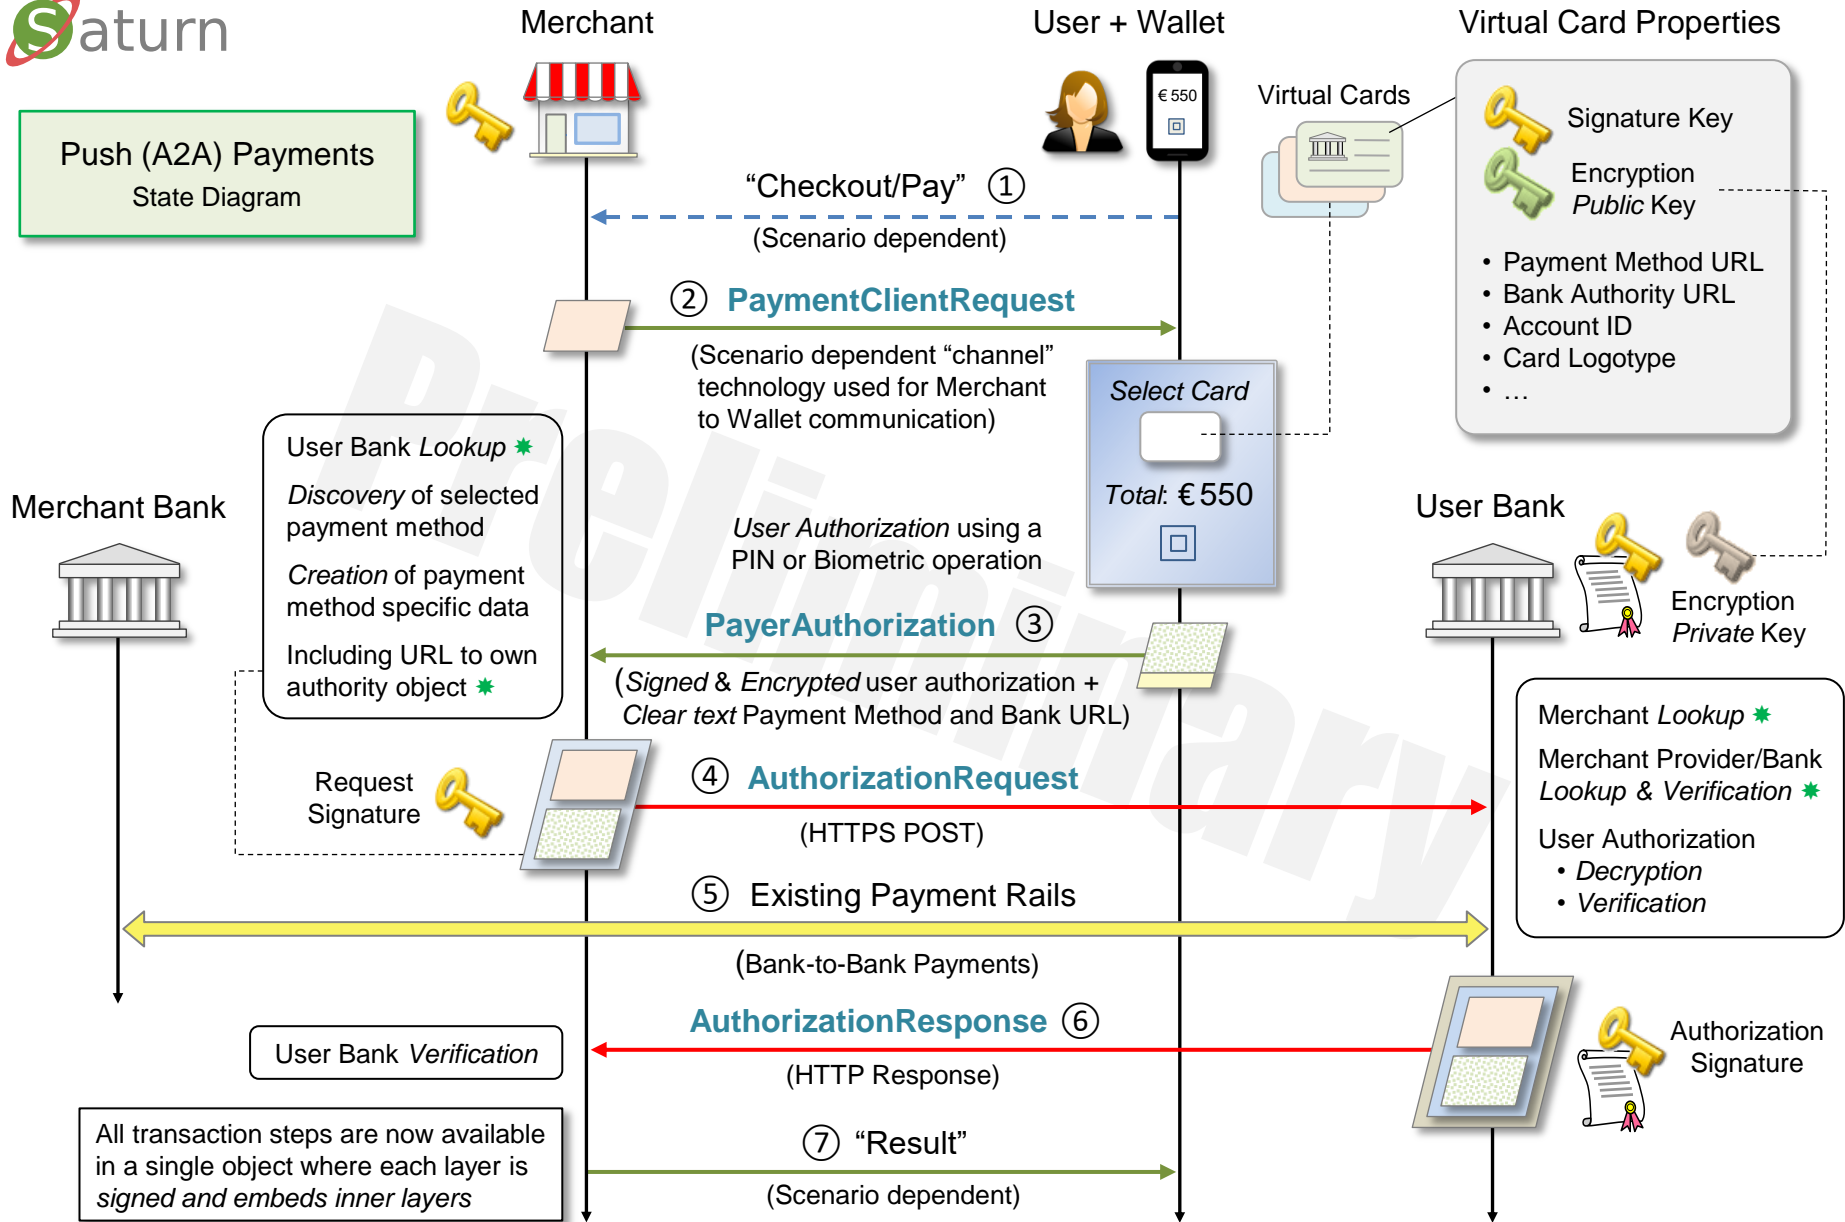 Saturn
Merchant
User + Wallet
Virtual Card Properties
Push (A2A) Payments
State Diagram
€ 550
Virtual Cards
Signature Key
Encryption
Public Key
• Payment Method URL
• Bank Authority URL
• Account ID
• Card Logotype
• …
“Checkout/Pay” ①
(Scenario dependent)
② PaymentClientRequest
(Scenario dependent “channel”
technology used for Merchant
to Wallet communication)
Select Card
Total: € 550
User Bank Lookup ✸
Discovery of selected
payment method
Creation of payment
method specific data
Including URL to own
authority object ✸
Merchant Bank
User Bank
User Authorization using a
PIN or Biometric operation
Encryption
Private Key
PayerAuthorization ③
(Signed & Encrypted user authorization +
Clear text Payment Method and Bank URL)
Merchant Lookup ✸
Merchant Provider/Bank
Lookup & Verification ✸
User Authorization
• Decryption
• Verification
Request
Signature
④ AuthorizationRequest
(HTTPS POST)
⑤ Existing Payment Rails
(Bank-to-Bank Payments)
AuthorizationResponse ⑥
(HTTP Response)
User Bank Verification
Authorization
Signature
All transaction steps are now available
in a single object where each layer is
signed and embeds inner layers
⑦ “Result”
(Scenario dependent)
Preliminary